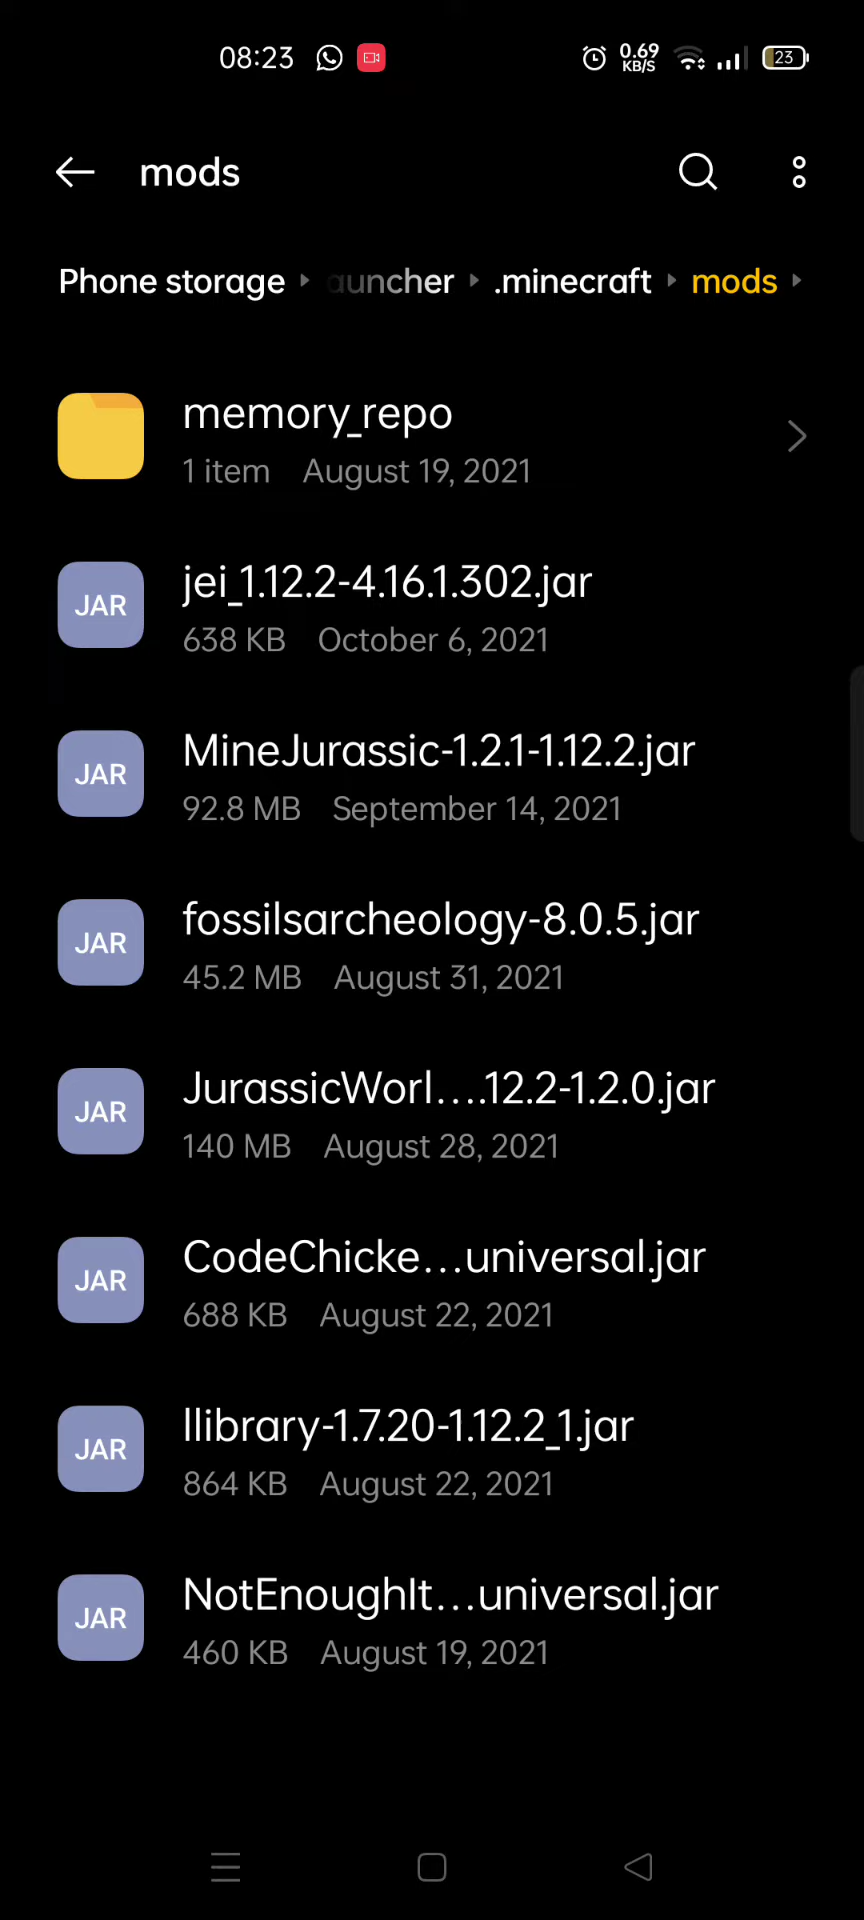 08:23 0.69 KB/S 23
mods
Phone storage auncher .minecraft mods
memory_repo
1 item August 19, 2021
JAR jei_1.12.2-4.16.1.302.jar
638 KB October 6, 2021
JAR MineJurassic-1.2.1-1.12.2.jar
92.8 MB September 14, 2021
JAR fossilsarcheology-8.0.5.jar
45.2 MB August 31, 2021
JAR JurassicWorl....12.2-1.2.0.jar
140 MB August 28, 2021
JAR CodeChicke...universal.jar
688 KB August 22, 2021
JAR llibrary-1.7.20-1.12.2_1.jar
864 KB August 22, 2021
JAR NotEnoughIt...universal.jar
460 KB August 19, 2021